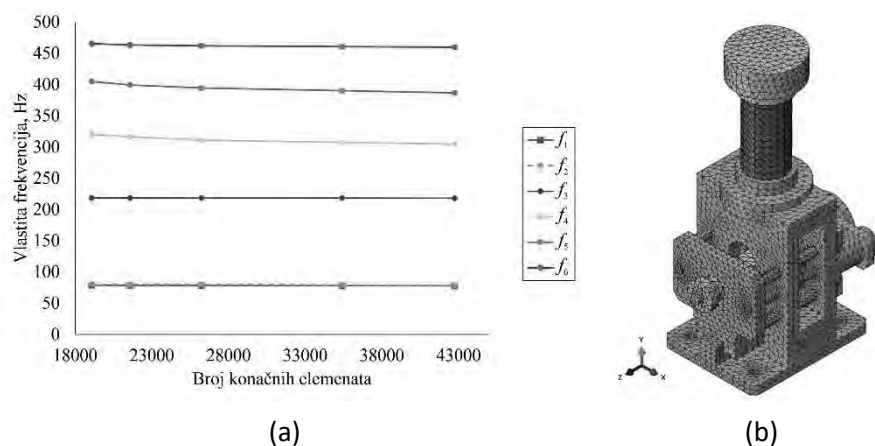 500
450
400
350
300
250
200
150
100
50
0
Vlastita frekvencija, Hz
18000 23000 28000 33000 38000 43000
Broj konačnih elemenata
f₁
f₂
f₃
f₄
f₅
f₆
Y
Z X
(a) (b)